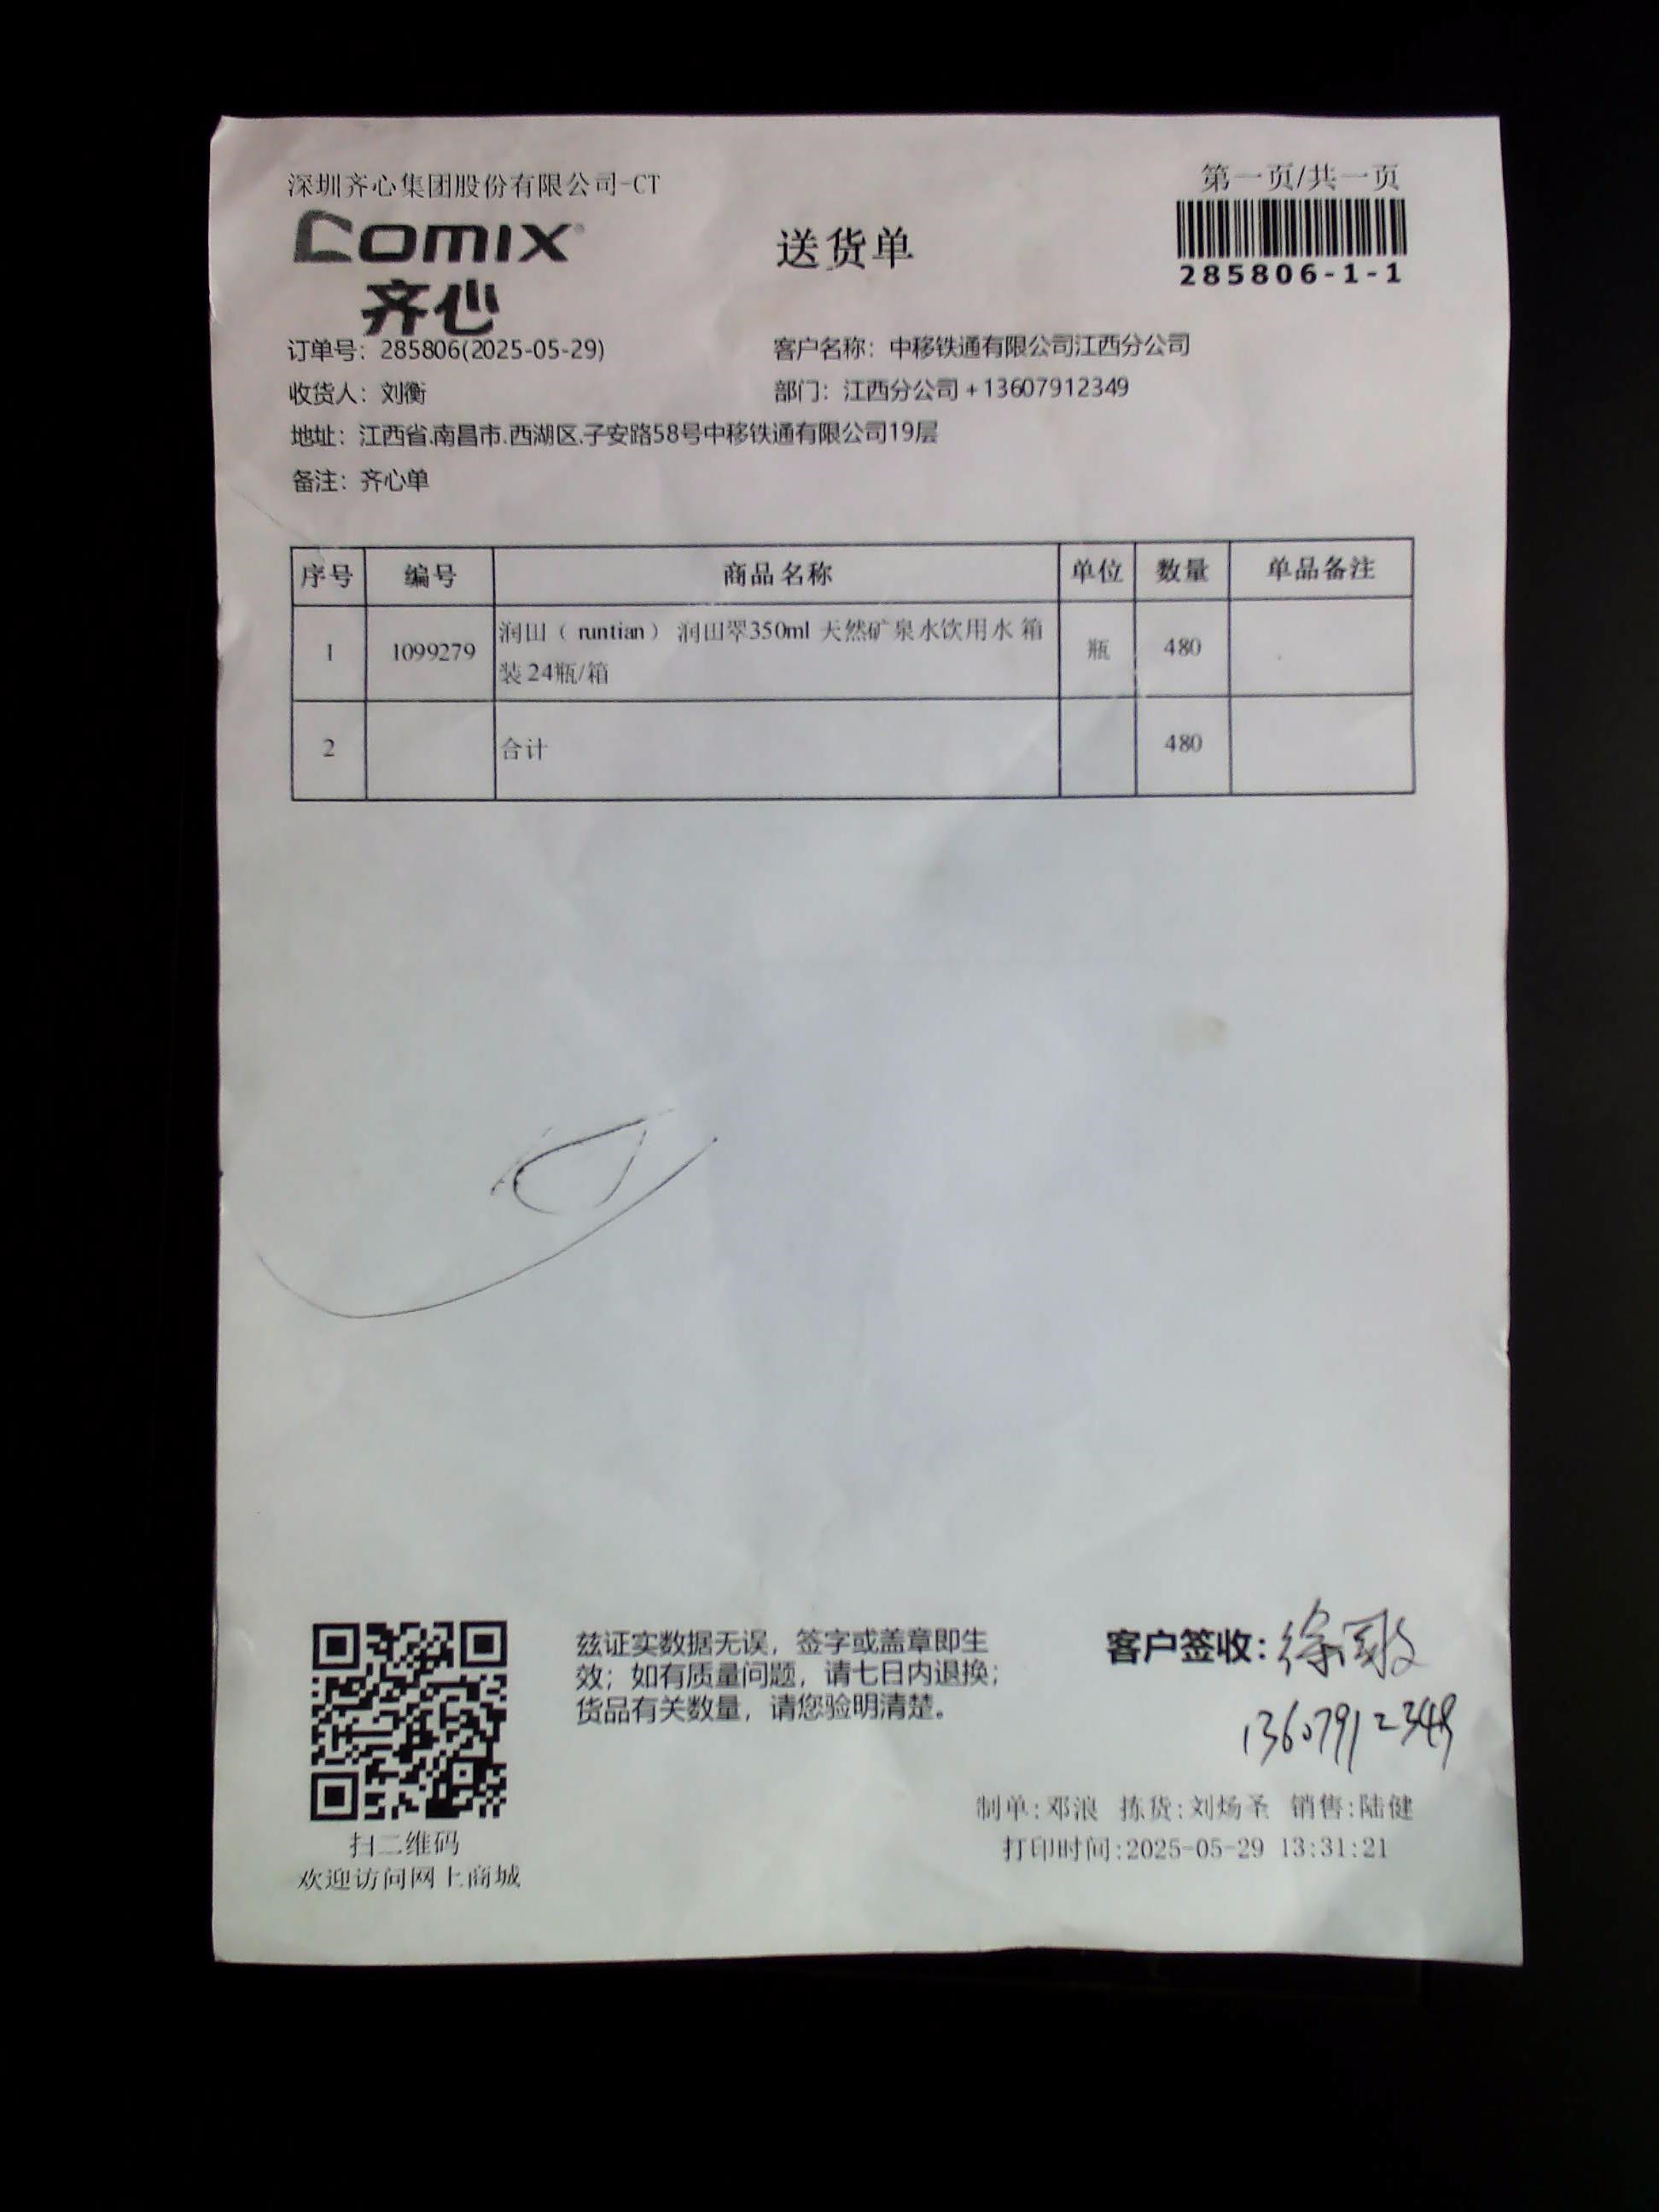 深圳齐心集团股份有限公司-CT
第一页/共一页
COMIX
齐心
送货单
285806-1-1
订单号：285806(2025-05-29)
客户名称：中移铁通有限公司江西分公司
收货人：刘衡
部门：江西分公司+13607912349
地址：江西省.南昌市.西湖区.子安路58号中移铁通有限公司19层
备注：齐心单
序号 编号 商品名称 单位 数量 单品备注
1 1099279 润田（runtian） 润田翠350ml 天然矿泉水饮用水 箱
装24瓶/箱 瓶 480
2 合计 480
兹证实数据无误，签字或盖章即生
效；如有质量问题，请七日内退换；
货品有关数量，请您验明清楚。
客户签收：徐
13607912349
制单:邓浪 拣货:刘炀圣 销售:陆健
打印时间:2025-05-29 13:31:21
扫二维码
欢迎访问网上商城